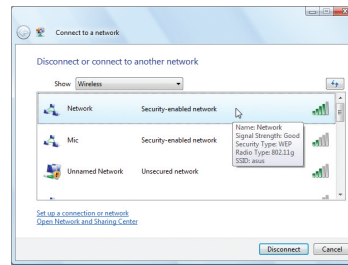 Connect to a network
Disconnect or connect to another network
Show Wireless
Network Security-enabled network
Name: Network
Signal Strength: Good
Security Type: WEP
Radio Type: 802.11g
SSID: asus
Mic Security-enabled network
Unnamed Network Unsecured network
Set up a connection or network
Open Network and Sharing Center
Disconnect Cancel